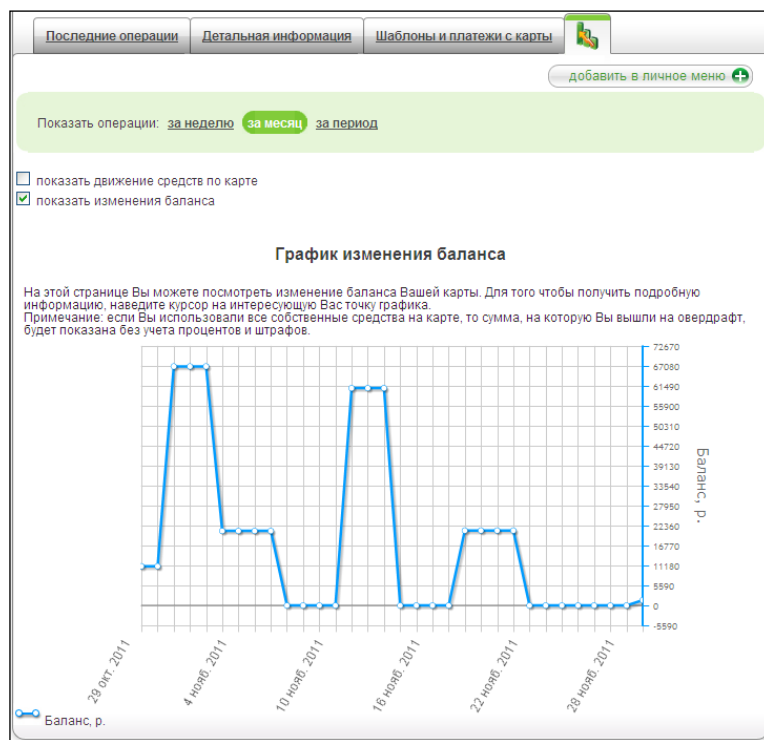 Последние операции
Детальная информация
Шаблоны и платежи с карты
добавить в личное меню
Показать операции: за неделю за месяц за период
показать движение средств по карте
показать изменения баланса
График изменения баланса
На этой странице Вы можете посмотреть изменение баланса Вашей карты. Для того чтобы получить подробную
информацию, наведите курсор на интересующую Вас точку графика.
Примечание: если Вы использовали все собственные средства на карте, то сумма, на которую Вы вышли на овердрафт,
будет показана без учета процентов и штрафов.
72670
67080
61490
55900
50310
44720
39130
33540
27950
22360
16770
11180
5590
0
-5590
Баланс, р.
29 окт. 2011
4 нояб. 2011
10 нояб. 2011
16 нояб. 2011
22 нояб. 2011
28 нояб. 2011
Баланс, р.